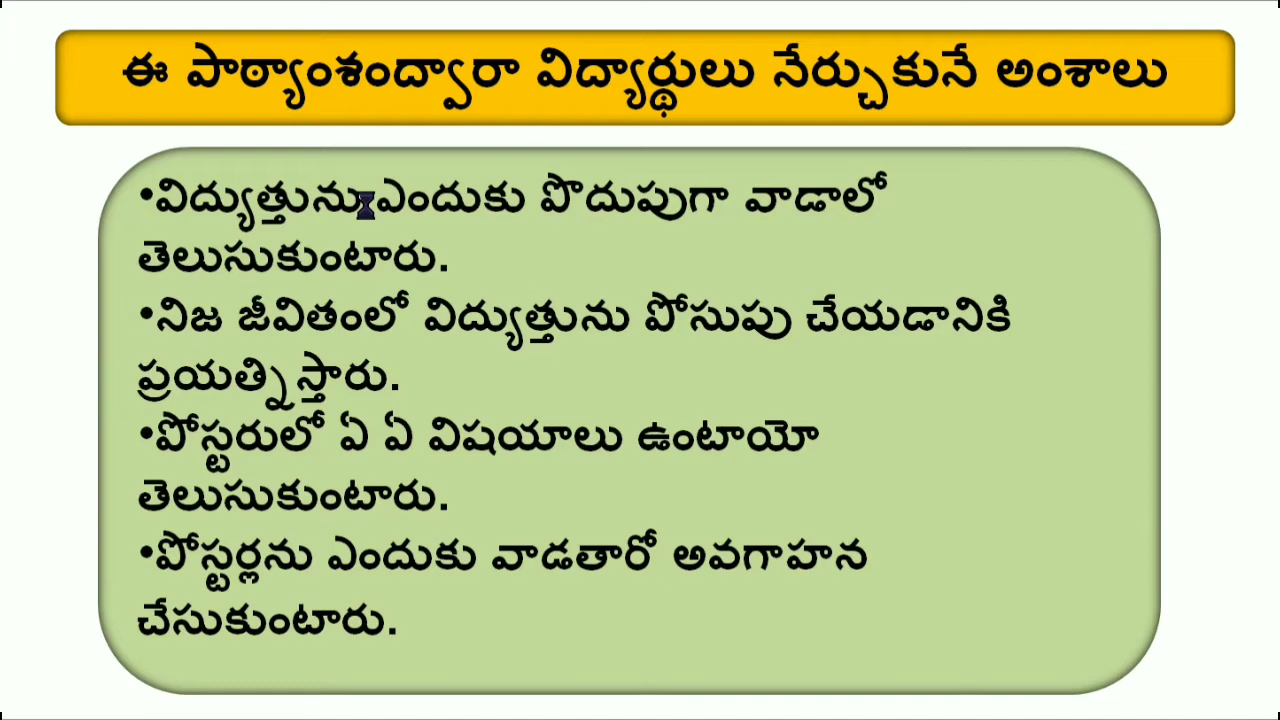 ఈ పాఠ్యాంశంద్వారా విద్యార్థులు నేర్చుకునే అంశాలు
•విద్యుత్తును ఎందుకు పొదుపుగా వాడాలో
తెలుసుకుంటారు.
•నిజ జీవితంలో విద్యుత్తును పోసుపు చేయడానికి
ప్రయత్నిస్తారు.
•పోస్టరులో ఏ ఏ విషయాలు ఉంటాయో
తెలుసుకుంటారు.
•పోస్టర్లను ఎందుకు వాడతారో అవగాహన
చేసుకుంటారు.